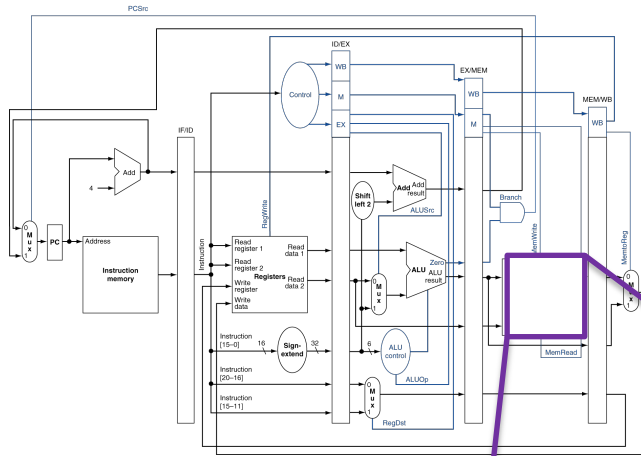 PCSrc
ID/EX
WB
EX/MEM
Control
M
WB
MEM/WB
EX
M
WB
IF/ID
Add
4
Add
Add
result
Shift
left 2
Branch
RegWrite
ALUSrc
MemWrite
MemtoReg
0
M
u
x
1
PC
Address
Instruction
memory
Instruction
Read
register 1
Read
register 2
Write
register
Write
data
Registers
Read
data 1
Read
data 2
0
M
u
x
1
Zero
ALU
ALU
result
0
M
u
x
1
Instruction
[15–0]
16
Sign-
extend
32
6
ALU
control
MemRead
Instruction
[20–16]
ALUOp
Instruction
[15–11]
0
M
u
x
1
RegDst